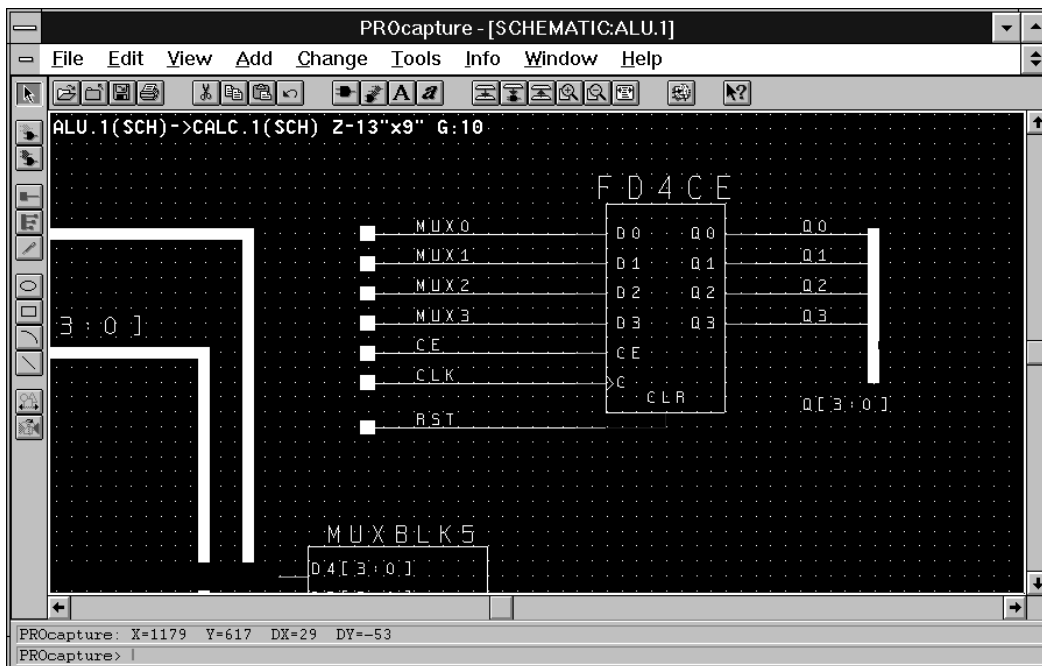 PROcapture - [SCHEMATIC:ALU.1]
File Edit View Add Change Tools Info Window Help
A a
?
ALU.1(SCH)->CALC.1(SCH) Z-13"x9" G:10
FD4CE
MUX0 D0 Q0 Q0
MUX1 D1 Q1 Q1
MUX2 D2 Q2 Q2
3:0] MUX3 D3 Q3 Q3
CE CE
CLK C
CLR Q[3:0]
RST
MUXBLK5
D4[3:0]
PROcapture: X=1179 Y=617 DX=29 DY=-53
PROcapture>